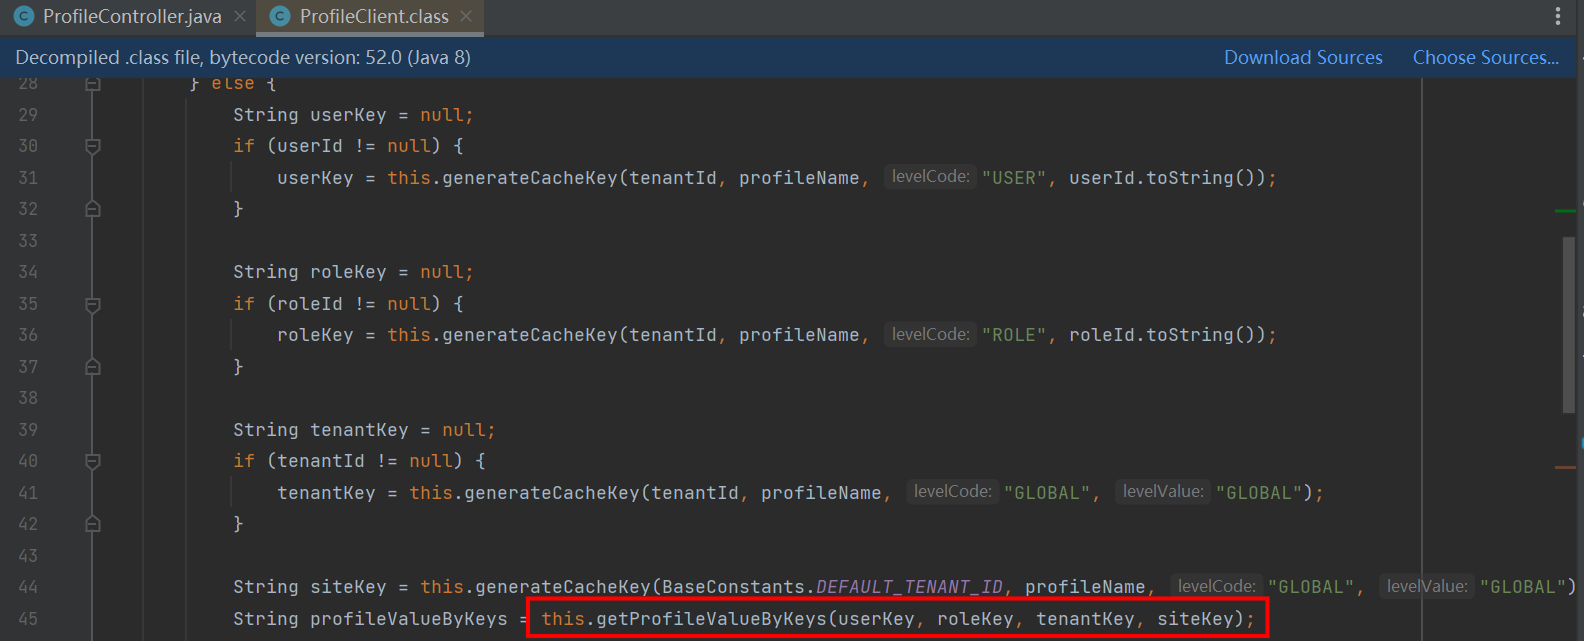 ProfileController.java × ProfileClient.class ×
Decompiled .class file, bytecode version: 52.0 (Java 8) Download Sources Choose Sources...
28 } else {
29 String userKey = null;
30 if (userId != null) {
31 userKey = this.generateCacheKey(tenantId, profileName, levelCode: "USER", userId.toString());
32 }
33
34 String roleKey = null;
35 if (roleId != null) {
36 roleKey = this.generateCacheKey(tenantId, profileName, levelCode: "ROLE", roleId.toString());
37 }
38
39 String tenantKey = null;
40 if (tenantId != null) {
41 tenantKey = this.generateCacheKey(tenantId, profileName, levelCode: "GLOBAL", levelValue: "GLOBAL");
42 }
43
44 String siteKey = this.generateCacheKey(BaseConstants.DEFAULT_TENANT_ID, profileName, levelCode: "GLOBAL", levelValue: "GLOBAL")
45 String profileValueByKeys = this.getProfileValueByKeys(userKey, roleKey, tenantKey, siteKey);